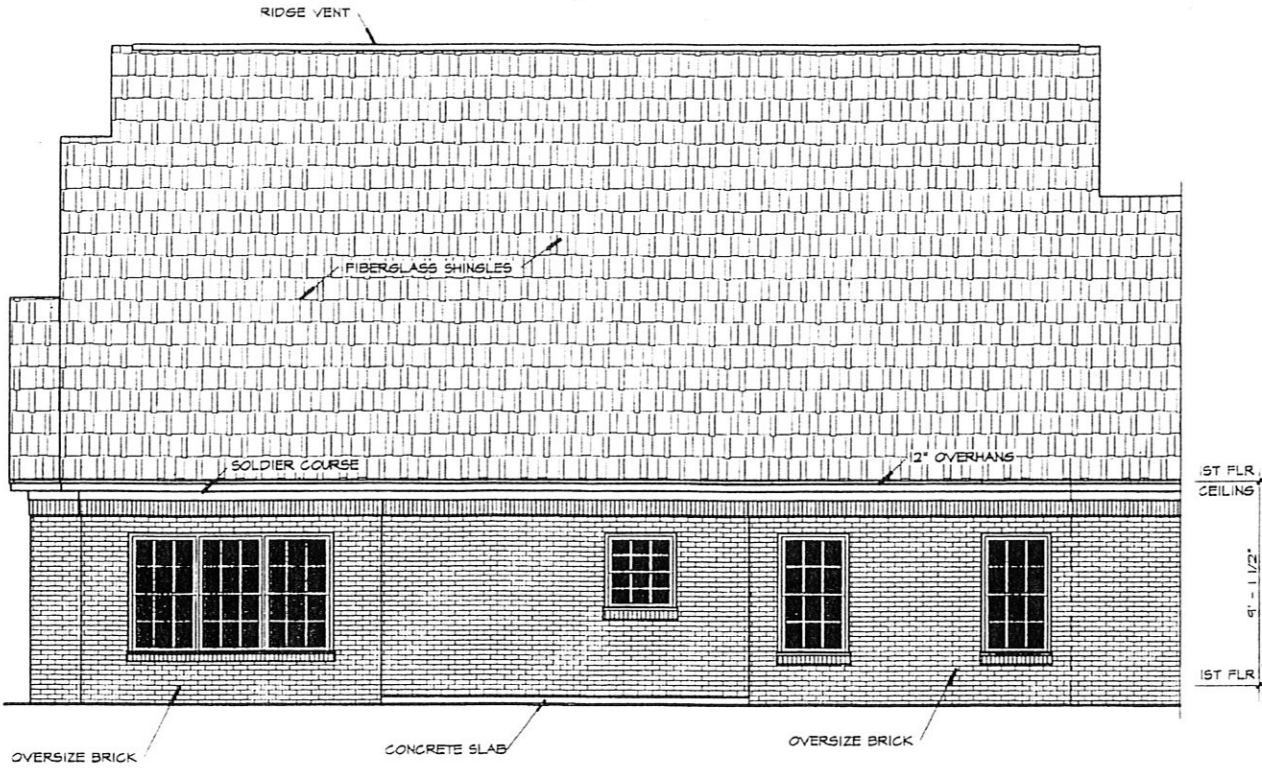 RIDGE VENT
FIBERGLASS SHINGLES
SOLDIER COURSE
12" OVERHANG
1ST FLR
CEILING
9' - 1 1/2"
1ST FLR
OVERSIZE BRICK
CONCRETE SLAB
OVERSIZE BRICK